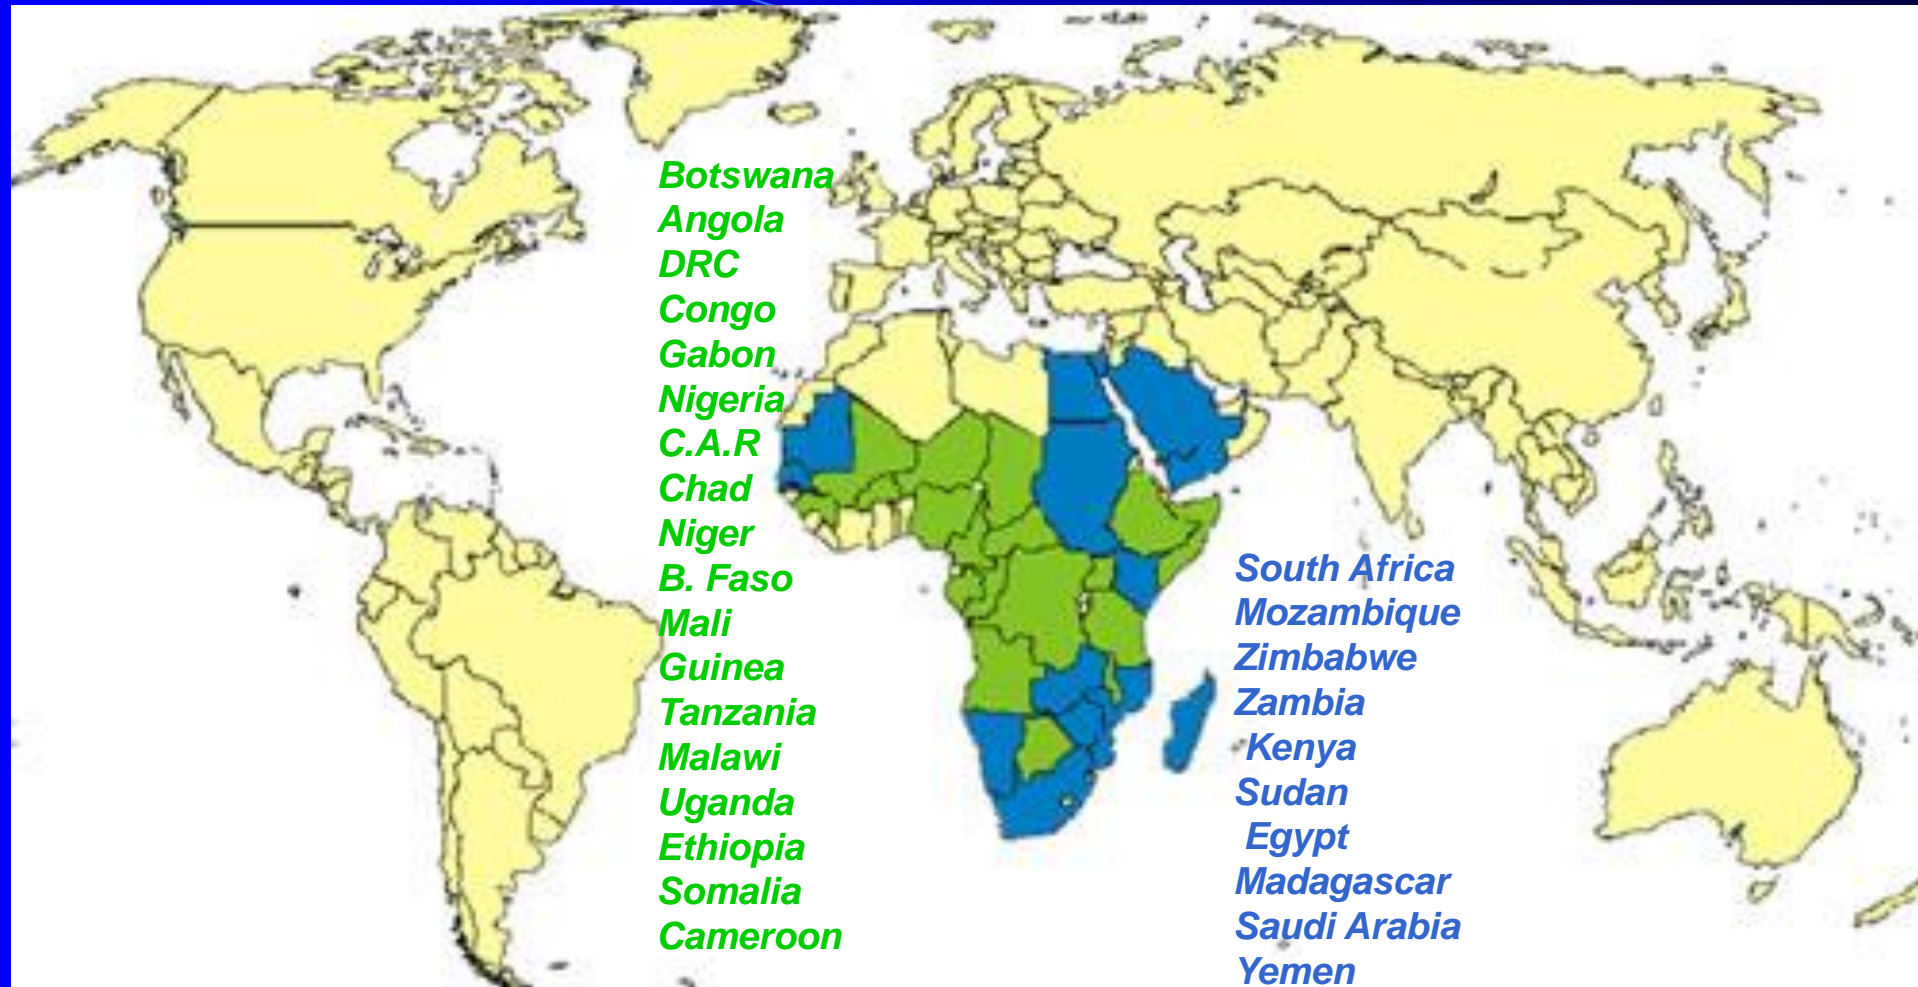 Botswana
Angola
DRC
Congo
Gabon
Nigeria
C.A.R
Chad
Niger
B. Faso
Mali
Guinea
Tanzania
Malawi
Uganda
Ethiopia
Somalia
Cameroon
South Africa
Mozambique
Zimbabwe
Zambia
Kenya
Sudan
Egypt
Madagascar
Saudi Arabia
Yemen